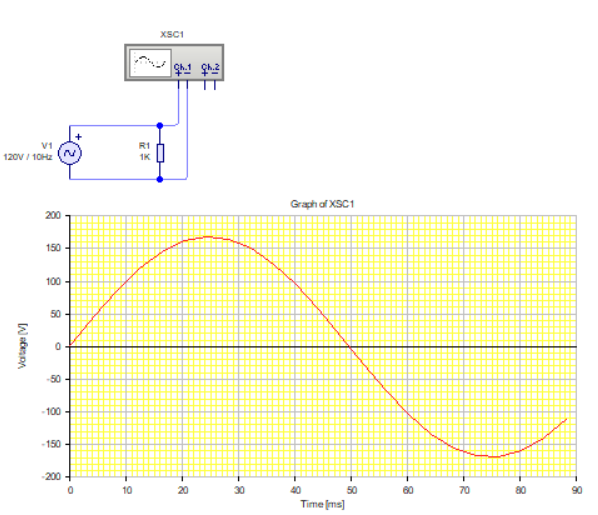 XSC1
Ch.1 Ch.2
+ − + −
+
V1
120V / 10Hz
R1
1K
Graph of XSC1
Voltage [V]
200
150
100
50
0
-50
-100
-150
-200
0 10 20 30 40 50 60 70 80 90
Time [ms]